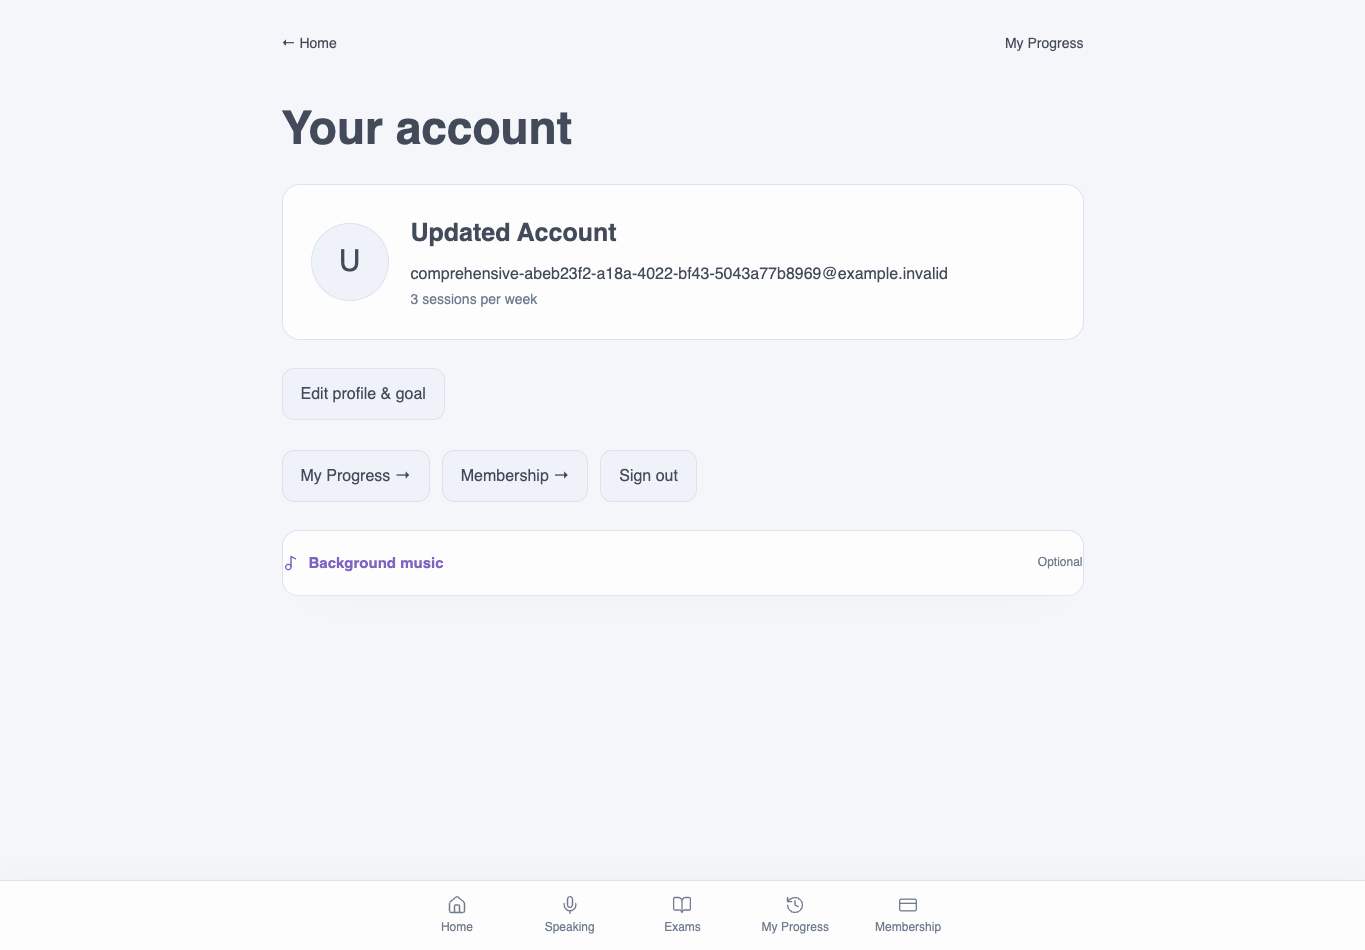 ← Home
My Progress
Your account
U
Updated Account
comprehensive-abeb23f2-a18a-4022-bf43-5043a77b8969@example.invalid
3 sessions per week
Edit profile & goal
My Progress →
Membership →
Sign out
Background music
Optional
Home
Speaking
Exams
My Progress
Membership